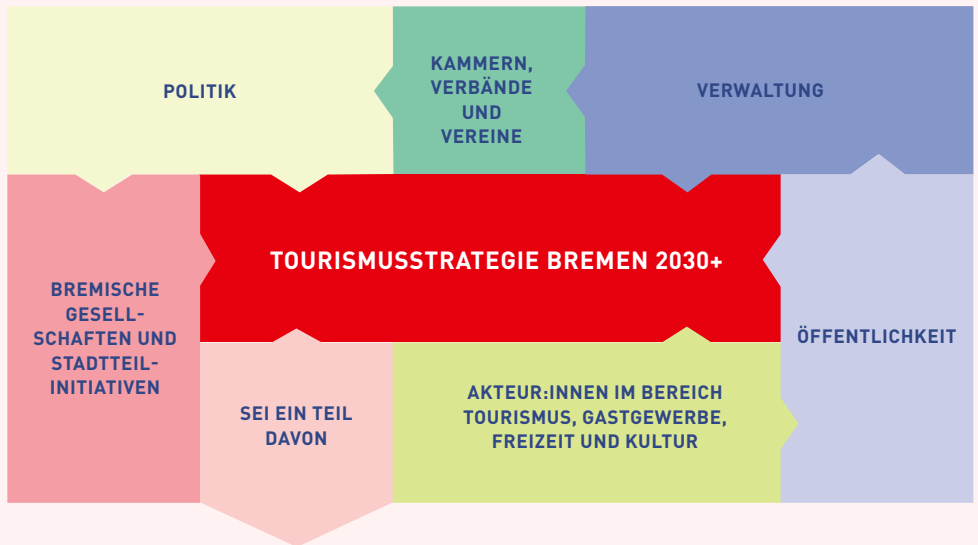 POLITIK
KAMMERN,
VERBÄNDE
UND
VEREINE
VERWALTUNG
TOURISMUSSTRATEGIE BREMEN 2030+
BREMISCHE
GESELL-
SCHAFTEN UND
STADTTEIL-
INITIATIVEN
ÖFFENTLICHKEIT
SEI EIN TEIL
DAVON
AKTEUR:INNEN IM BEREICH
TOURISMUS, GASTGEWERBE,
FREIZEIT UND KULTUR